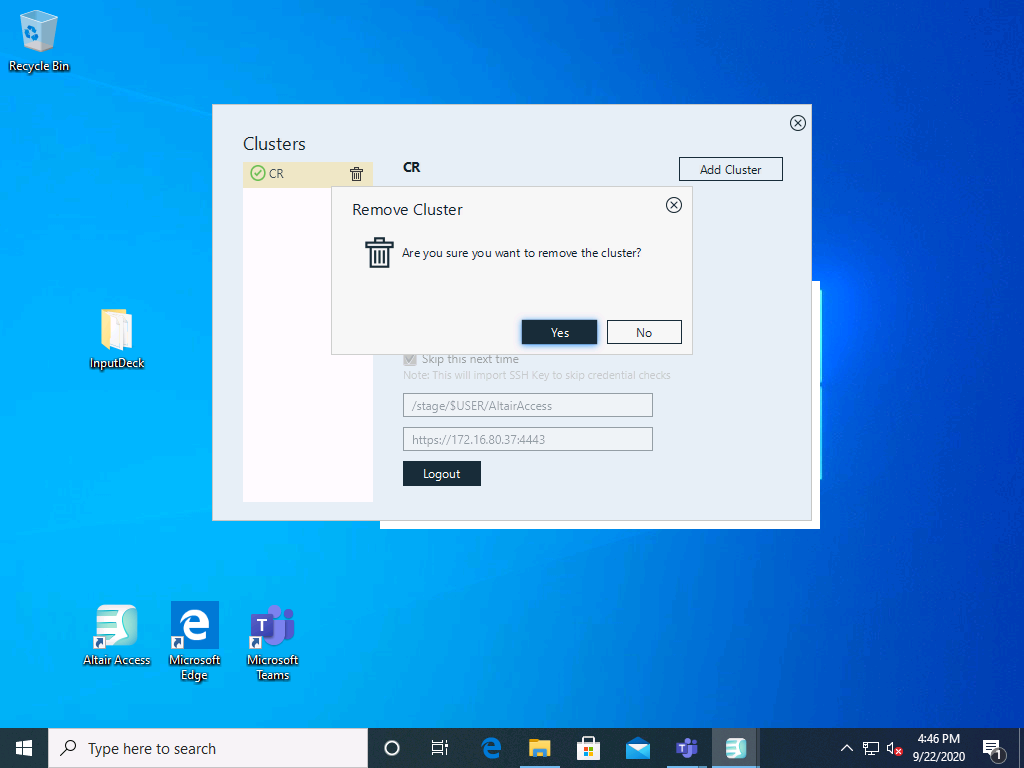 Recycle Bin
Clusters
CR
CR
Add Cluster
Remove Cluster
Are you sure you want to remove the cluster?
Yes
No
Skip this next time
Note: This will import SSH Key to skip credential checks
/stage/$USER/AltairAccess
https://172.16.80.37:4443
Logout
InputDeck
Altair Access
Microsoft
Edge
T
Microsoft
Teams
Type here to search
T
4:46 PM
9/22/2020
1